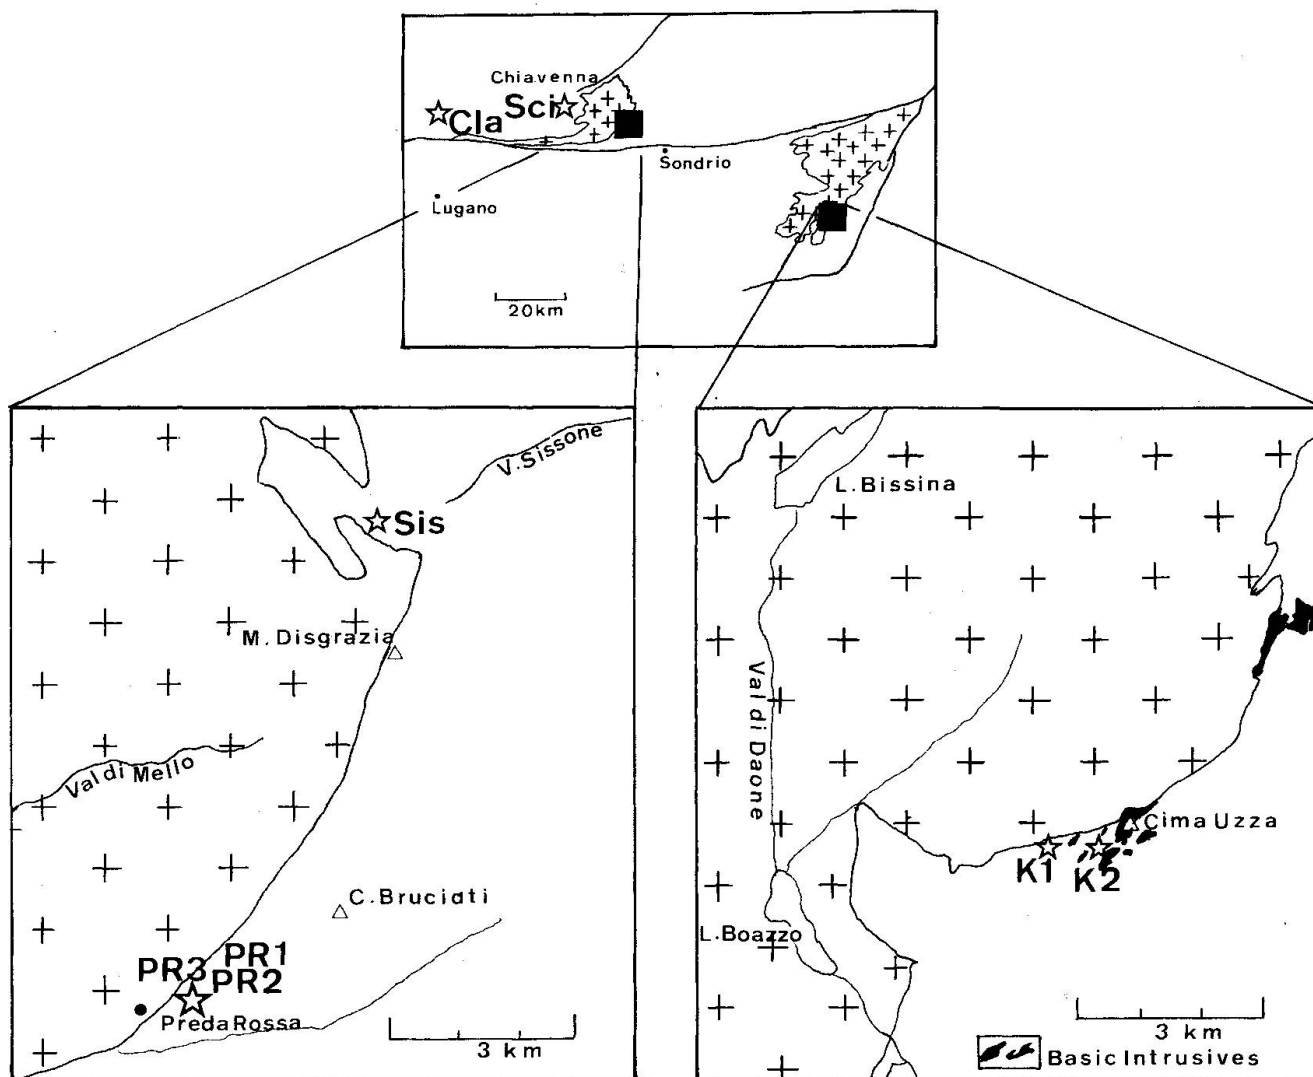 Chiavenna
Cla
Sci
Sondrio
Lugano
20km
V. Sissone
Sis
M. Disgrazia
Val di Mello
C. Bruciati
PR1
PR3
PR2
Preda Rossa
3 km
L. Bissina
Val di Daone
Cima Uzza
K1
K2
L. Boazzo
3 km
Basic Intrusives